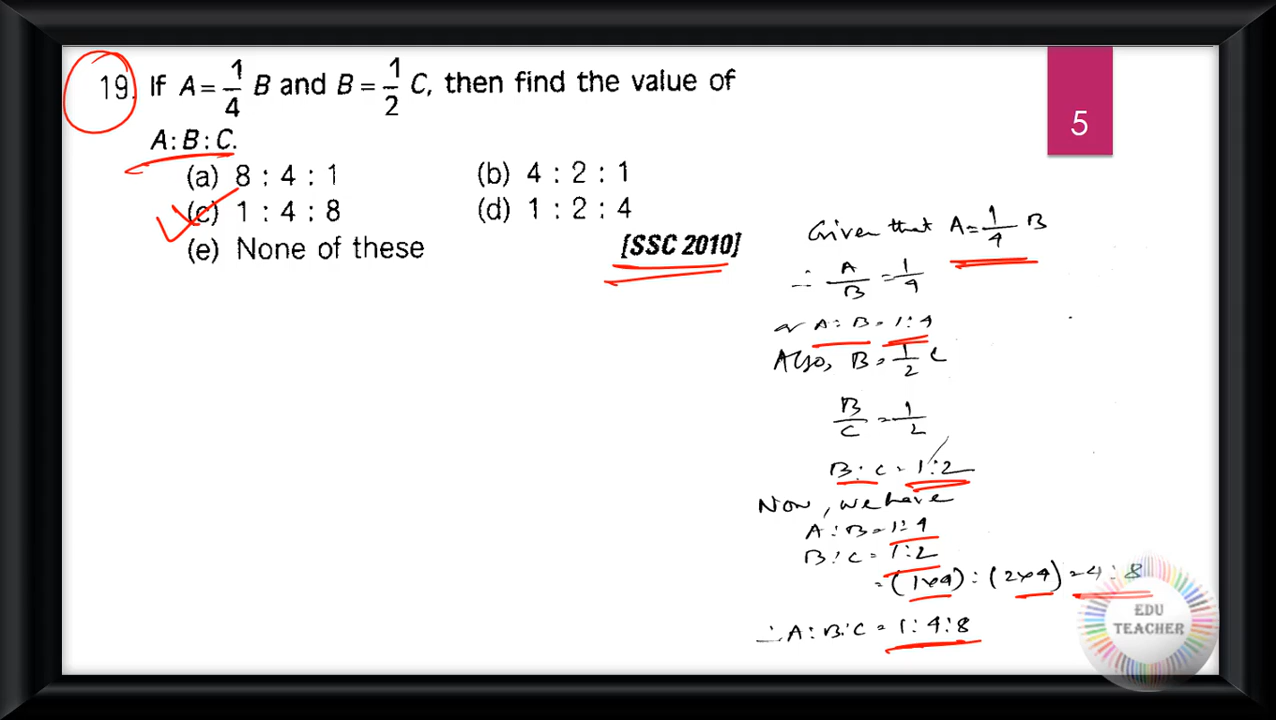 19. If A = 1/4 B and B = 1/2 C, then find the value of
A : B : C.
(a) 8 : 4 : 1 (b) 4 : 2 : 1
(c) 1 : 4 : 8 (d) 1 : 2 : 4
(e) None of these [SSC 2010]
5
Given that A = 1/4 B
∴ A/B = 1/4
or A : B = 1 : 4
Also, B = 1/2 C
B/C = 1/2
B : C = 1 : 2
Now, we have
A : B = 1 : 4
B : C = 1 : 2
= (1×4) : (2×4) = 4 : 8
∴ A : B : C = 1 : 4 : 8
EDU
TEACHER